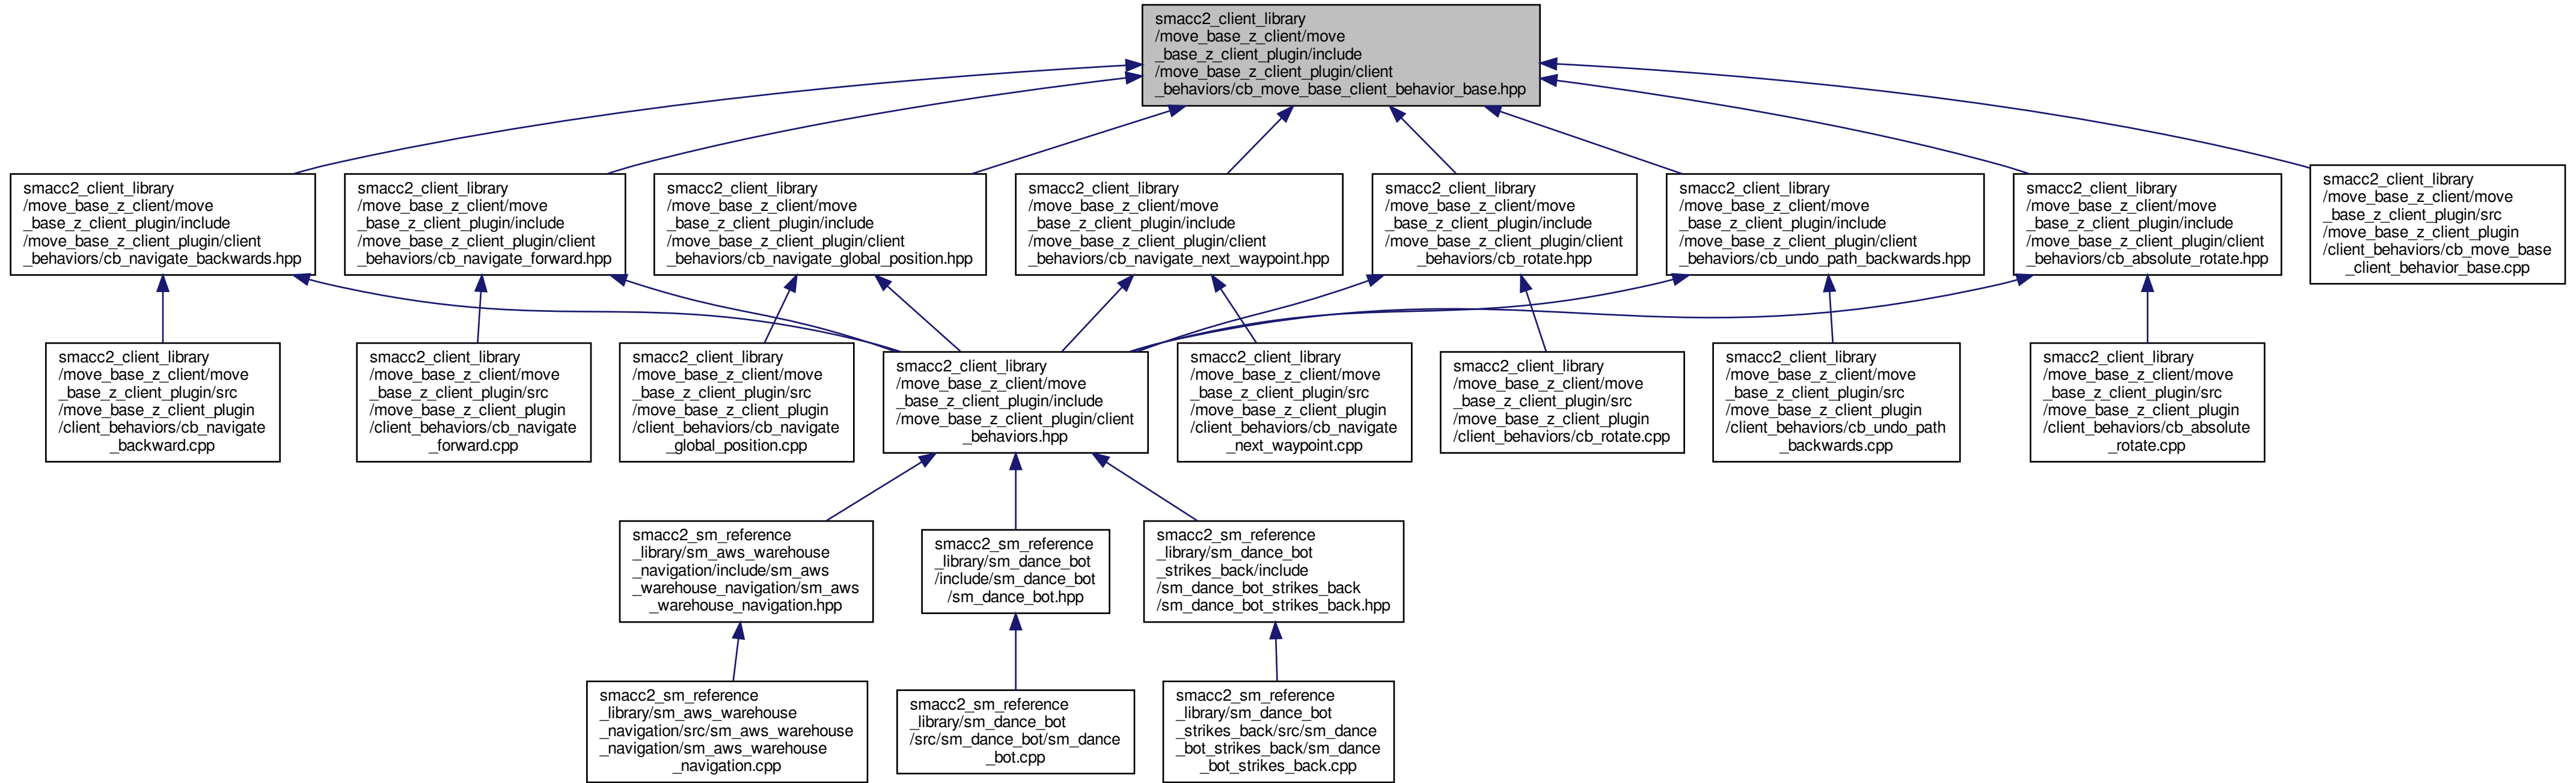 smacc2_client_library
/move_base_z_client/move
_base_z_client_plugin/include
/move_base_z_client_plugin/client
_behaviors/cb_move_base_client_behavior_base.hpp
smacc2_client_library
/move_base_z_client/move
_base_z_client_plugin/include
/move_base_z_client_plugin/client
_behaviors/cb_navigate_backwards.hpp
smacc2_client_library
/move_base_z_client/move
_base_z_client_plugin/include
/move_base_z_client_plugin/client
_behaviors/cb_navigate_forward.hpp
smacc2_client_library
/move_base_z_client/move
_base_z_client_plugin/include
/move_base_z_client_plugin/client
_behaviors/cb_navigate_global_position.hpp
smacc2_client_library
/move_base_z_client/move
_base_z_client_plugin/include
/move_base_z_client_plugin/client
_behaviors/cb_navigate_next_waypoint.hpp
smacc2_client_library
/move_base_z_client/move
_base_z_client_plugin/include
/move_base_z_client_plugin/client
_behaviors/cb_rotate.hpp
smacc2_client_library
/move_base_z_client/move
_base_z_client_plugin/include
/move_base_z_client_plugin/client
_behaviors/cb_undo_path_backwards.hpp
smacc2_client_library
/move_base_z_client/move
_base_z_client_plugin/include
/move_base_z_client_plugin/client
_behaviors/cb_absolute_rotate.hpp
smacc2_client_library
/move_base_z_client/move
_base_z_client_plugin/src
/move_base_z_client_plugin
/client_behaviors/cb_move_base
_client_behavior_base.cpp
smacc2_client_library
/move_base_z_client/move
_base_z_client_plugin/src
/move_base_z_client_plugin
/client_behaviors/cb_navigate
_backward.cpp
smacc2_client_library
/move_base_z_client/move
_base_z_client_plugin/src
/move_base_z_client_plugin
/client_behaviors/cb_navigate
_forward.cpp
smacc2_client_library
/move_base_z_client/move
_base_z_client_plugin/src
/move_base_z_client_plugin
/client_behaviors/cb_navigate
_global_position.cpp
smacc2_client_library
/move_base_z_client/move
_base_z_client_plugin/include
/move_base_z_client_plugin/client
_behaviors.hpp
smacc2_client_library
/move_base_z_client/move
_base_z_client_plugin/src
/move_base_z_client_plugin
/client_behaviors/cb_navigate
_next_waypoint.cpp
smacc2_client_library
/move_base_z_client/move
_base_z_client_plugin/src
/move_base_z_client_plugin
/client_behaviors/cb_rotate.cpp
smacc2_client_library
/move_base_z_client/move
_base_z_client_plugin/src
/move_base_z_client_plugin
/client_behaviors/cb_undo_path
_backwards.cpp
smacc2_client_library
/move_base_z_client/move
_base_z_client_plugin/src
/move_base_z_client_plugin
/client_behaviors/cb_absolute
_rotate.cpp
smacc2_sm_reference
_library/sm_aws_warehouse
_navigation/include/sm_aws
_warehouse_navigation/sm_aws
_warehouse_navigation.hpp
smacc2_sm_reference
_library/sm_dance_bot
/include/sm_dance_bot
/sm_dance_bot.hpp
smacc2_sm_reference
_library/sm_dance_bot
_strikes_back/include
/sm_dance_bot_strikes_back
/sm_dance_bot_strikes_back.hpp
smacc2_sm_reference
_library/sm_aws_warehouse
_navigation/src/sm_aws_warehouse
_navigation/sm_aws_warehouse
_navigation.cpp
smacc2_sm_reference
_library/sm_dance_bot
/src/sm_dance_bot/sm_dance
_bot.cpp
smacc2_sm_reference
_library/sm_dance_bot
_strikes_back/src/sm_dance
_bot_strikes_back/sm_dance
_bot_strikes_back.cpp